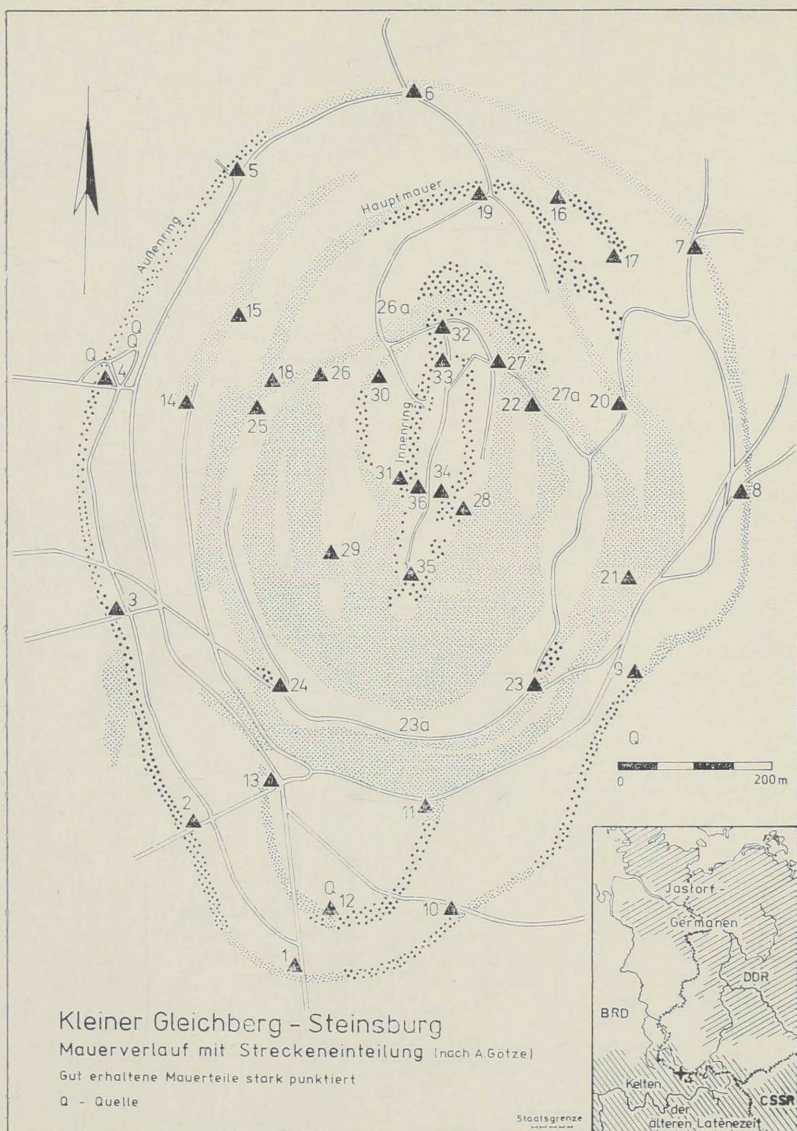 6
5
Hauptmauer
19
16
Außenring
17
7
15
26a
32
Q
Q
Q
4
18
26
30
33
27
14
25
22
27a
20
Innenring
31
36
34
28
8
29
35
21
3
24
23
9
23a
Q
13
0
200 m
2
11
Q
12
10
1
Kleiner Gleichberg - Steinsburg
Mauerverlauf mit Streckeneinteilung (nach A.Götze)
Gut erhaltene Mauerteile stark punktiert
Q - Quelle
Staatsgrenze
Jastorf-
Germanen
DDR
BRD
Kelten
CSSR
der
älteren Latènezeit